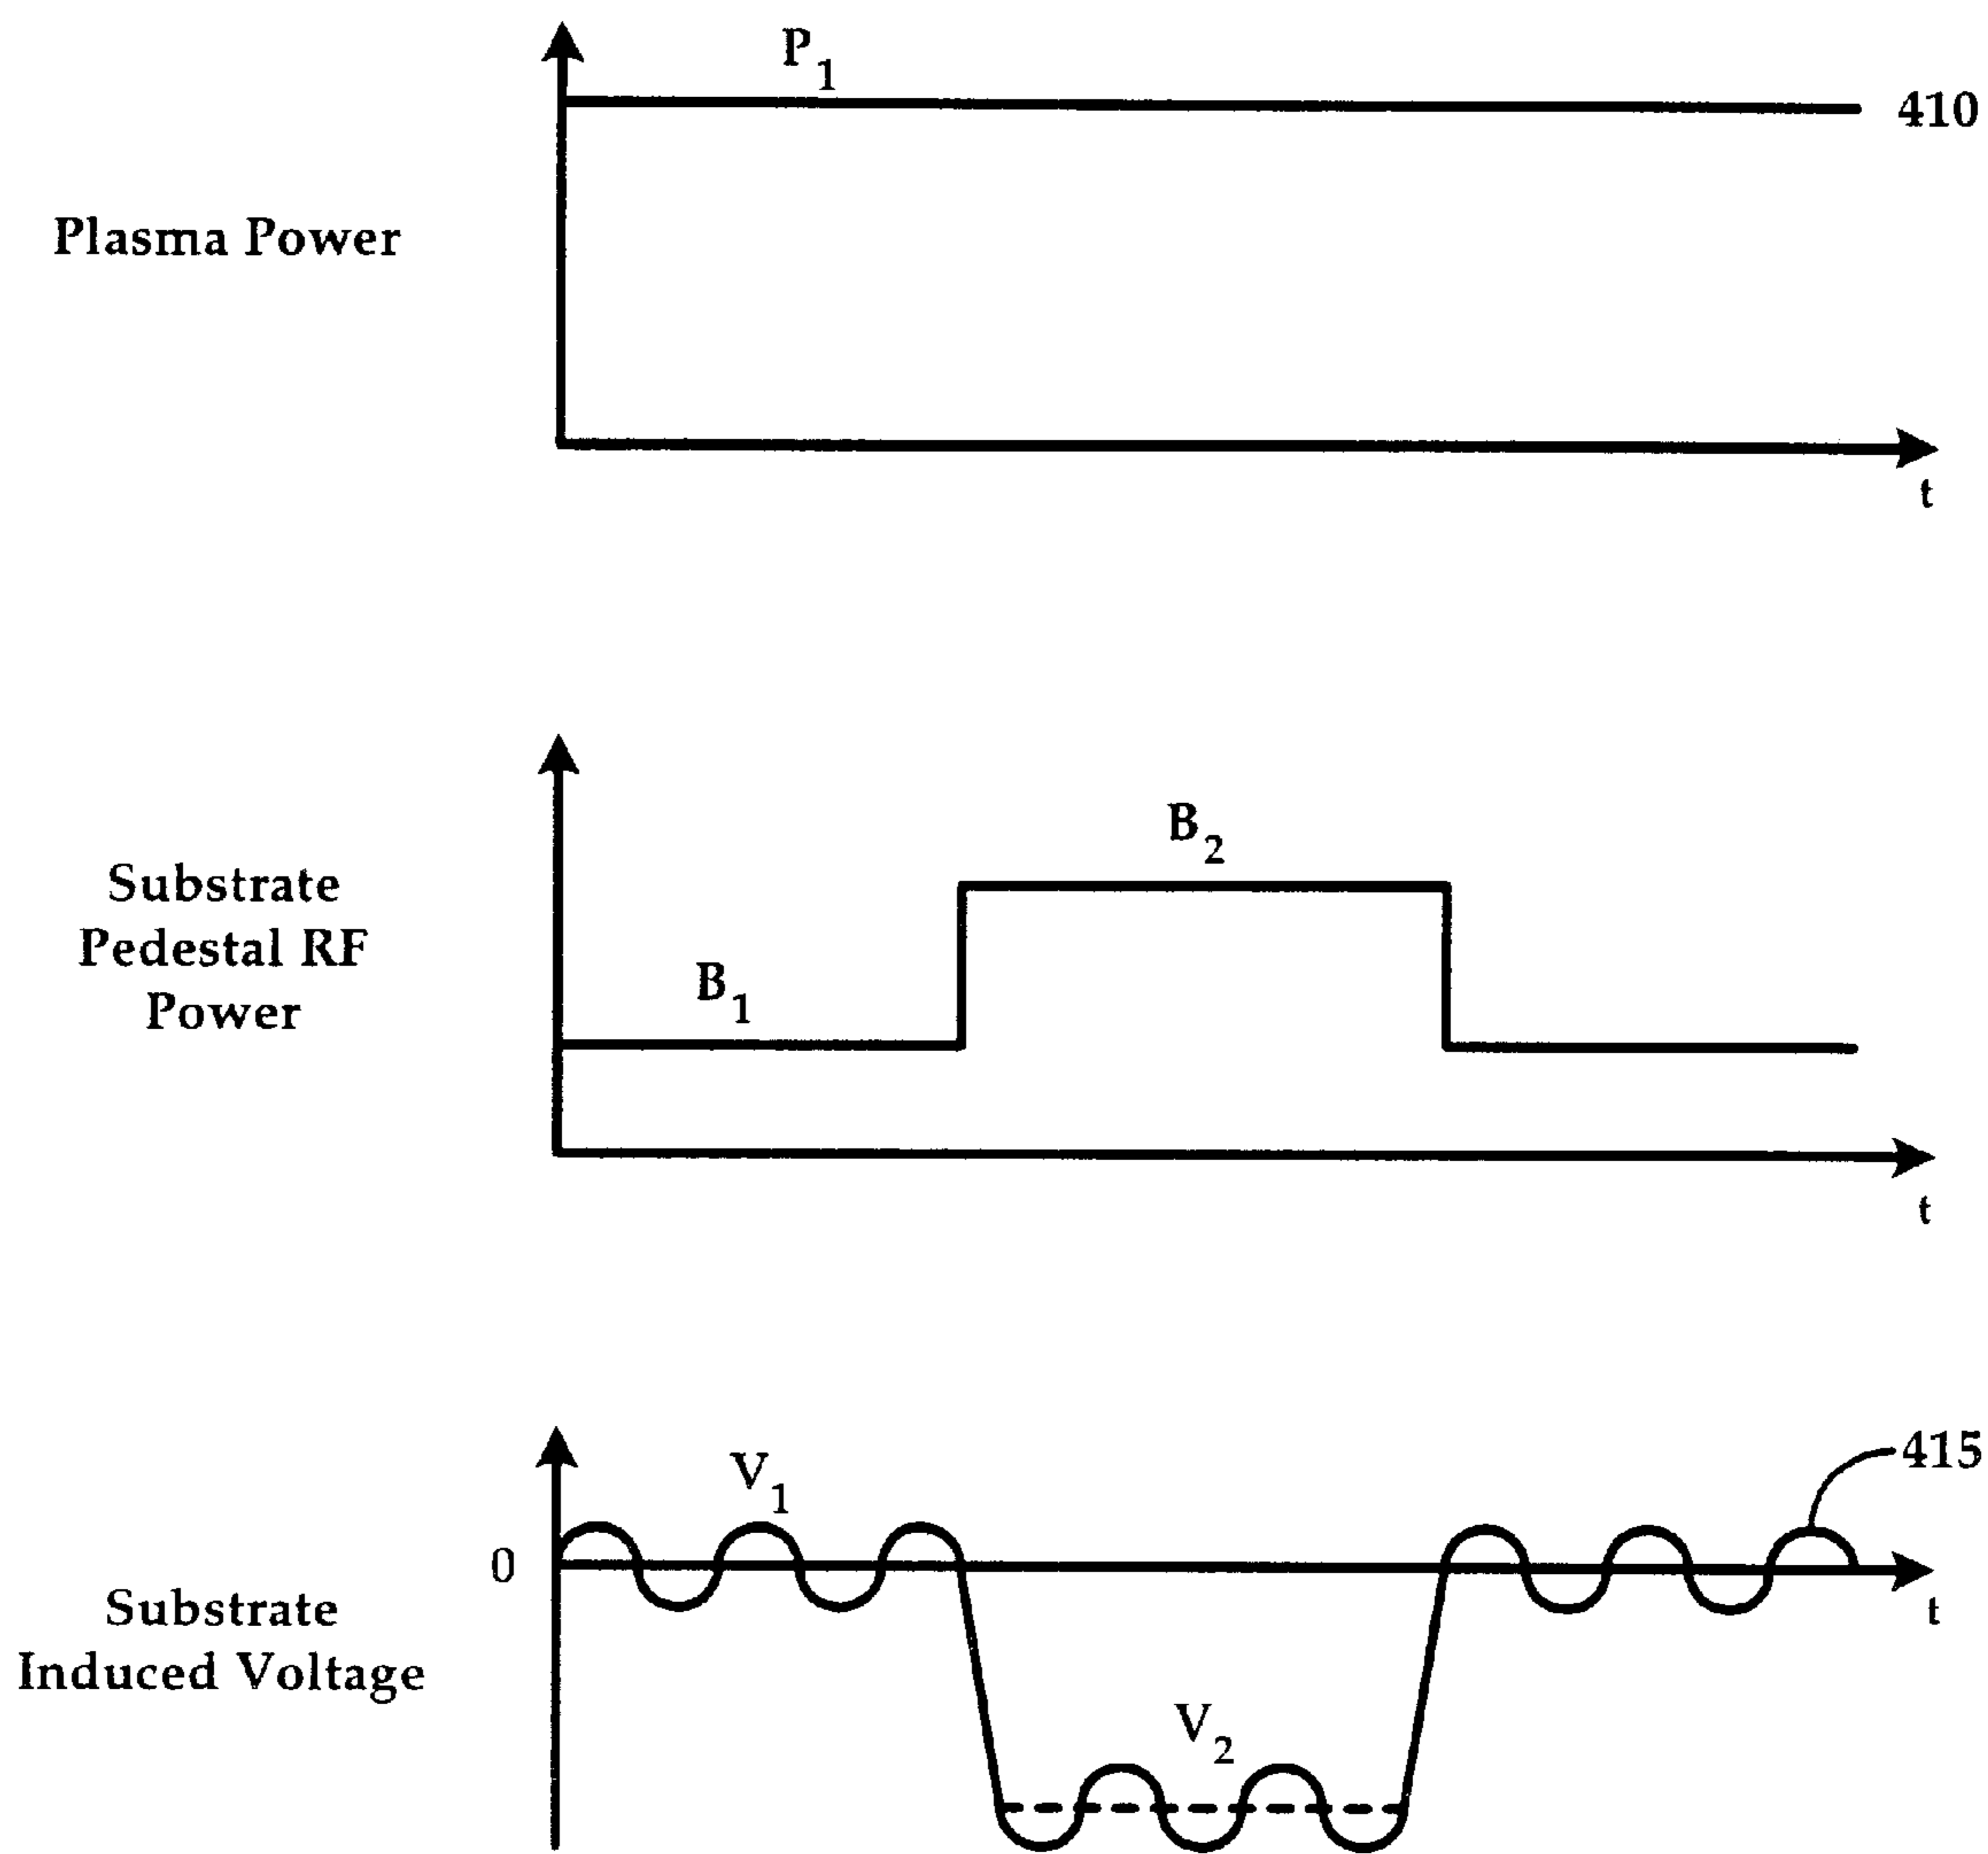 P1
410
Plasma Power
t
B2
Substrate
Pedestal RF
Power
B1
t
415
V1
0
t
Substrate
Induced Voltage
V2